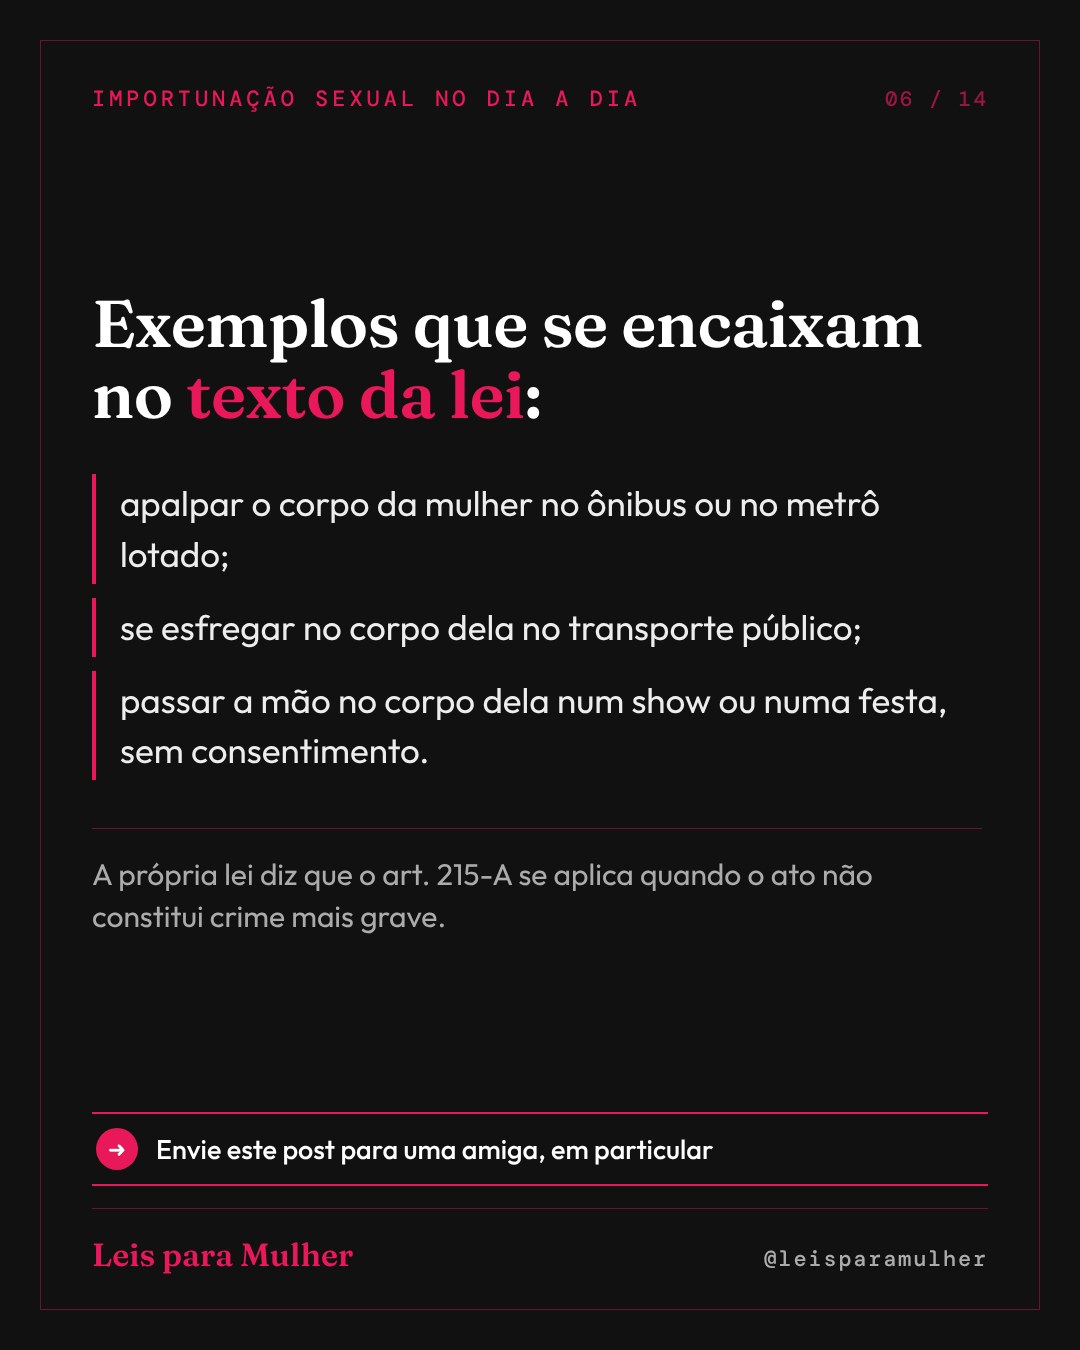 IMPORTUNAÇÃO SEXUAL NO DIA A DIA
06 / 14
Exemplos que se encaixam
no texto da lei:
apalpar o corpo da mulher no ônibus ou no metrô
lotado;
se esfregar no corpo dela no transporte público;
passar a mão no corpo dela num show ou numa festa,
sem consentimento.
A própria lei diz que o art. 215-A se aplica quando o ato não
constitui crime mais grave.
➜ Envie este post para uma amiga, em particular
Leis para Mulher
@leisparamulher